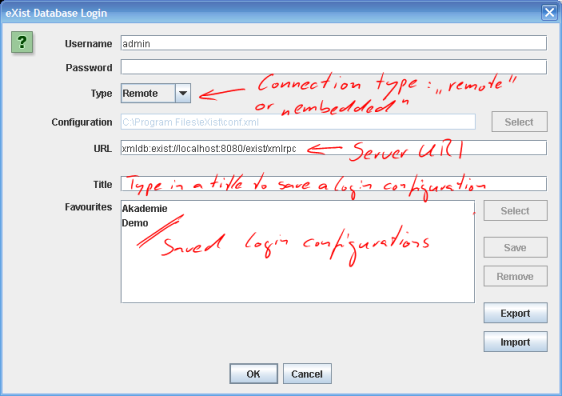 eXist Database Login
Username admin
Password
Type Remote Connection type: „remote"
or „embedded"
Configuration C:\Program Files\eXist\conf.xml Select
URL xmldb:exist://localhost:8080/exist/xmlrpc Server URI
Title Type in a title to save a login configuration
Favourites Akademie Select
Demo
Saved login configurations
Save
Remove
Export
Import
OK Cancel